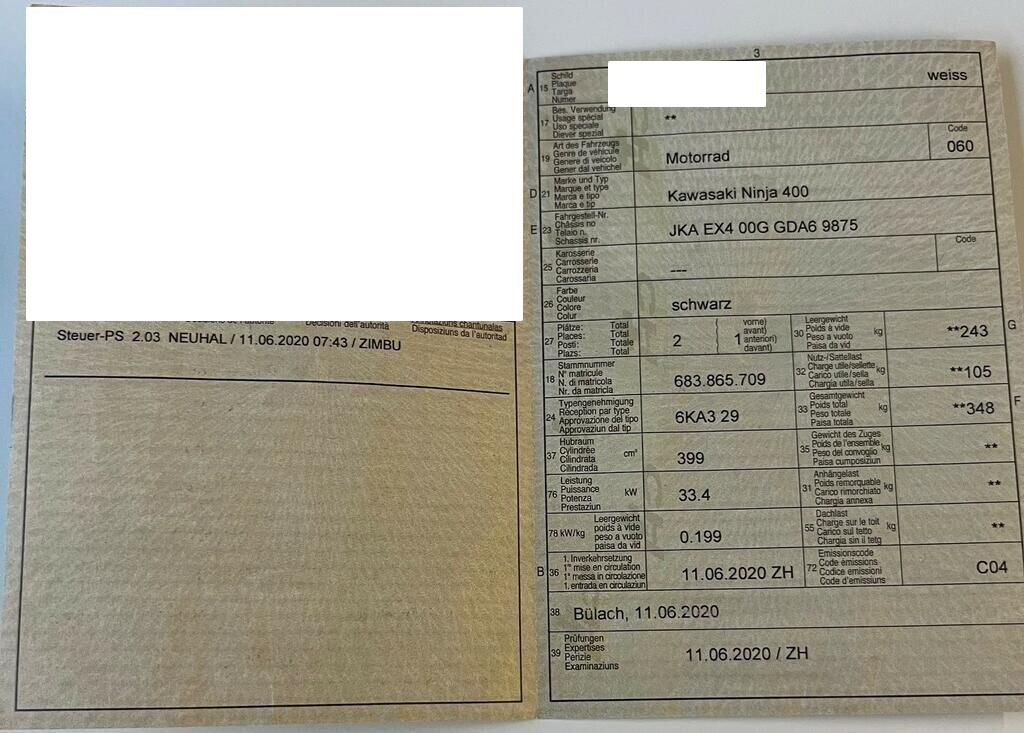 Decisioni dell'autorità
Disposiziuns da l'autoritad
Steuer-PS 2.03 NEUHAL / 11.06.2020 07:43 / ZIMBU
3
A 15 Schild
Plaque
Targa
Numer
weiss
17 Bes. Verwendung
Usage spécial
Uso speciale
Diever spezial
**
19 Art des Fahrzeugs
Genre de véhicule
Genere di veicolo
Gener dal vehichel
Motorrad
Code
060
D 21 Marke und Typ
Marque et type
Marca e tipo
Marca e tip
Kawasaki Ninja 400
E 23 Fahrgestell-Nr.
Châssis no
Telaio n.
Schassis nr.
JKA EX4 00G GDA6 9875
25 Karosserie
Carrosserie
Carrozzeria
Carossaria
---
Code
26 Farbe
Couleur
Colore
Colur
schwarz
27 Plätze: Total
Places: Total
Posti: Totale
Plazs: Total
2
vorne)
avant)
anteriori)
davant)
1
30 Leergewicht
Poids à vide
Peso a vuoto
Paisa da vid
kg
**243
G
18 Stammnummer
N° matricule
N. di matricola
Nr. da matricla
683.865.709
32 Nutz-/Sattellast
Charge utile/sellette
Carico utile/sella
Chargia utila/sella
kg
**105
24 Typengenehmigung
Réception par type
Approvazione del tipo
Approvaziun dal tip
6KA3 29
33 Gesamtgewicht
Poids total
Peso totale
Paisa totala
kg
**348
F
37 Hubraum
Cylindrée
Cilindrata
Cilindrada
cm³
399
35 Gewicht des Zuges
Poids de l'ensemble
Peso del convoglio
Paisa cumposiziun
kg
**
76 Leistung
Puissance
Potenza
Prestaziun
kW
33.4
31 Anhängelast
Poids remorquable
Carico rimorchiato
Chargia annexa
kg
**
78 kW/kg
Leergewicht
poids à vide
peso a vuoto
paisa da vid
0.199
55 Dachlast
Charge sur le toit
Carico sul tetto
Chargia sin il tetg
kg
**
B 36 1. Inverkehrsetzung
1re mise en circulation
1a messa in circolazione
1. entrada en circulaziun
11.06.2020 ZH
72 Emissionscode
Code émissions
Codice emissioni
Code d'emissiuns
C04
38 Bülach, 11.06.2020
39 Prüfungen
Expertises
Perizie
Examinaziuns
11.06.2020 / ZH